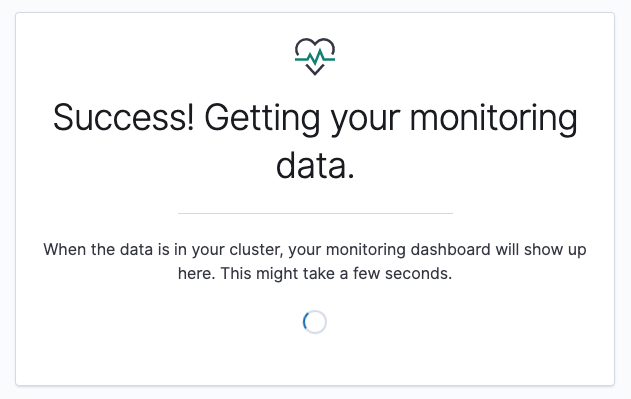 Success! Getting your monitoring
data.
When the data is in your cluster, your monitoring dashboard will show up
here. This might take a few seconds.